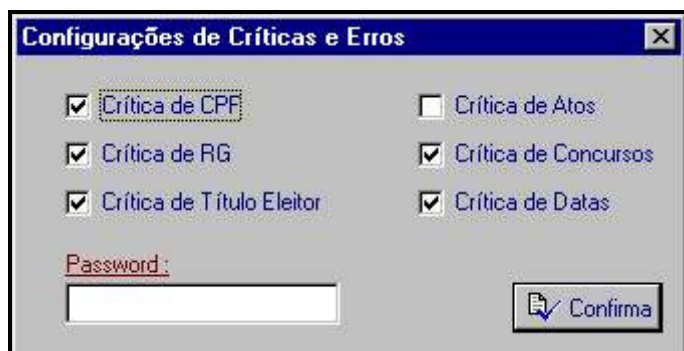 Configurações de Críticas e Erros
Crítica de CPF
Crítica de Atos
Crítica de RG
Crítica de Concursos
Crítica de Título Eleitor
Crítica de Datas
Password :
Confirma